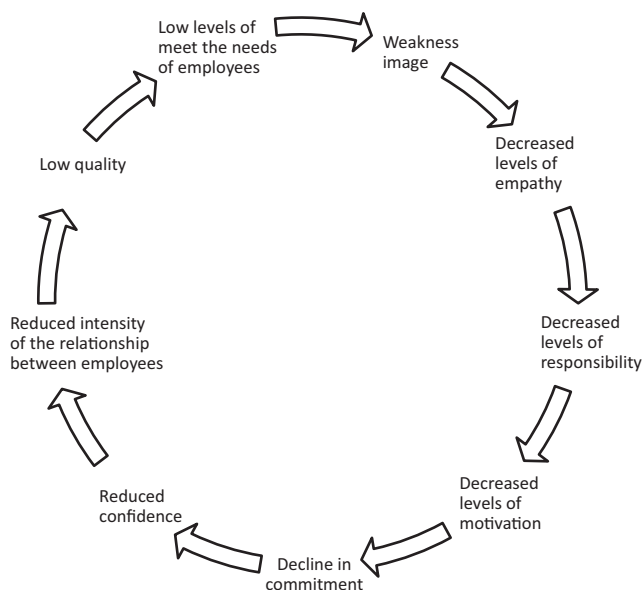 Low levels of
meet the needs
of employees
Weakness
image
Decreased
levels of
empathy
Decreased
levels of
responsibility
Decreased
levels of
motivation
Decline in
commitment
Reduced
confidence
Reduced intensity
of the relationship
between employees
Low quality